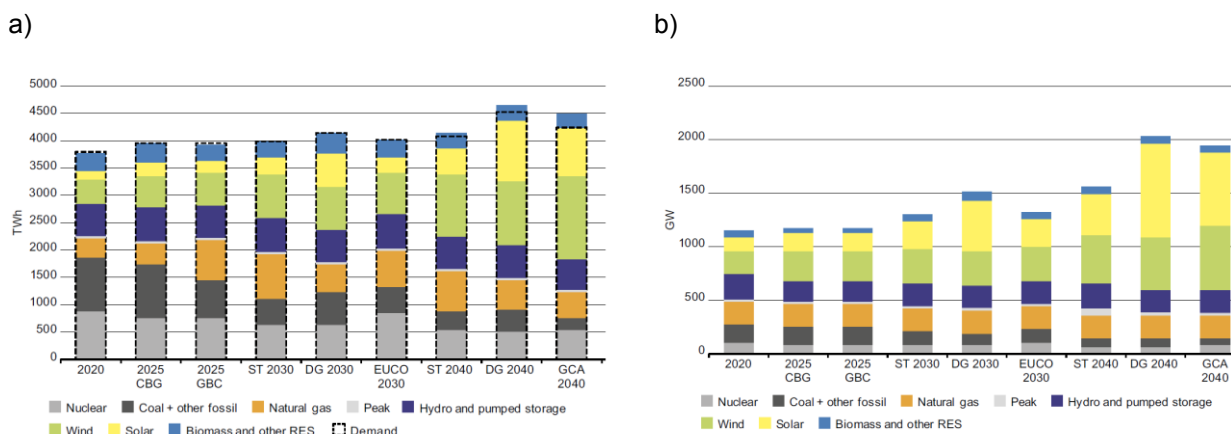 a)
5000
4500
4000
3500
3000
2500
2000
1500
1000
500
0
TWh
2020 2025 CBG 2025 GBC ST 2030 DG 2030 EUCO 2030 ST 2040 DG 2040 GCA 2040
Nuclear Coal + other fossil Natural gas Peak Hydro and pumped storage
Wind Solar Biomass and other RES Demand
b)
2500
2000
1500
1000
500
0
GW
2020 2025 CBG 2025 GBC ST 2030 DG 2030 EUCO 2030 ST 2040 DG 2040 GCA 2040
Nuclear Coal + other fossil Natural gas Peak Hydro and pumped storage
Wind Solar Biomass and other RES